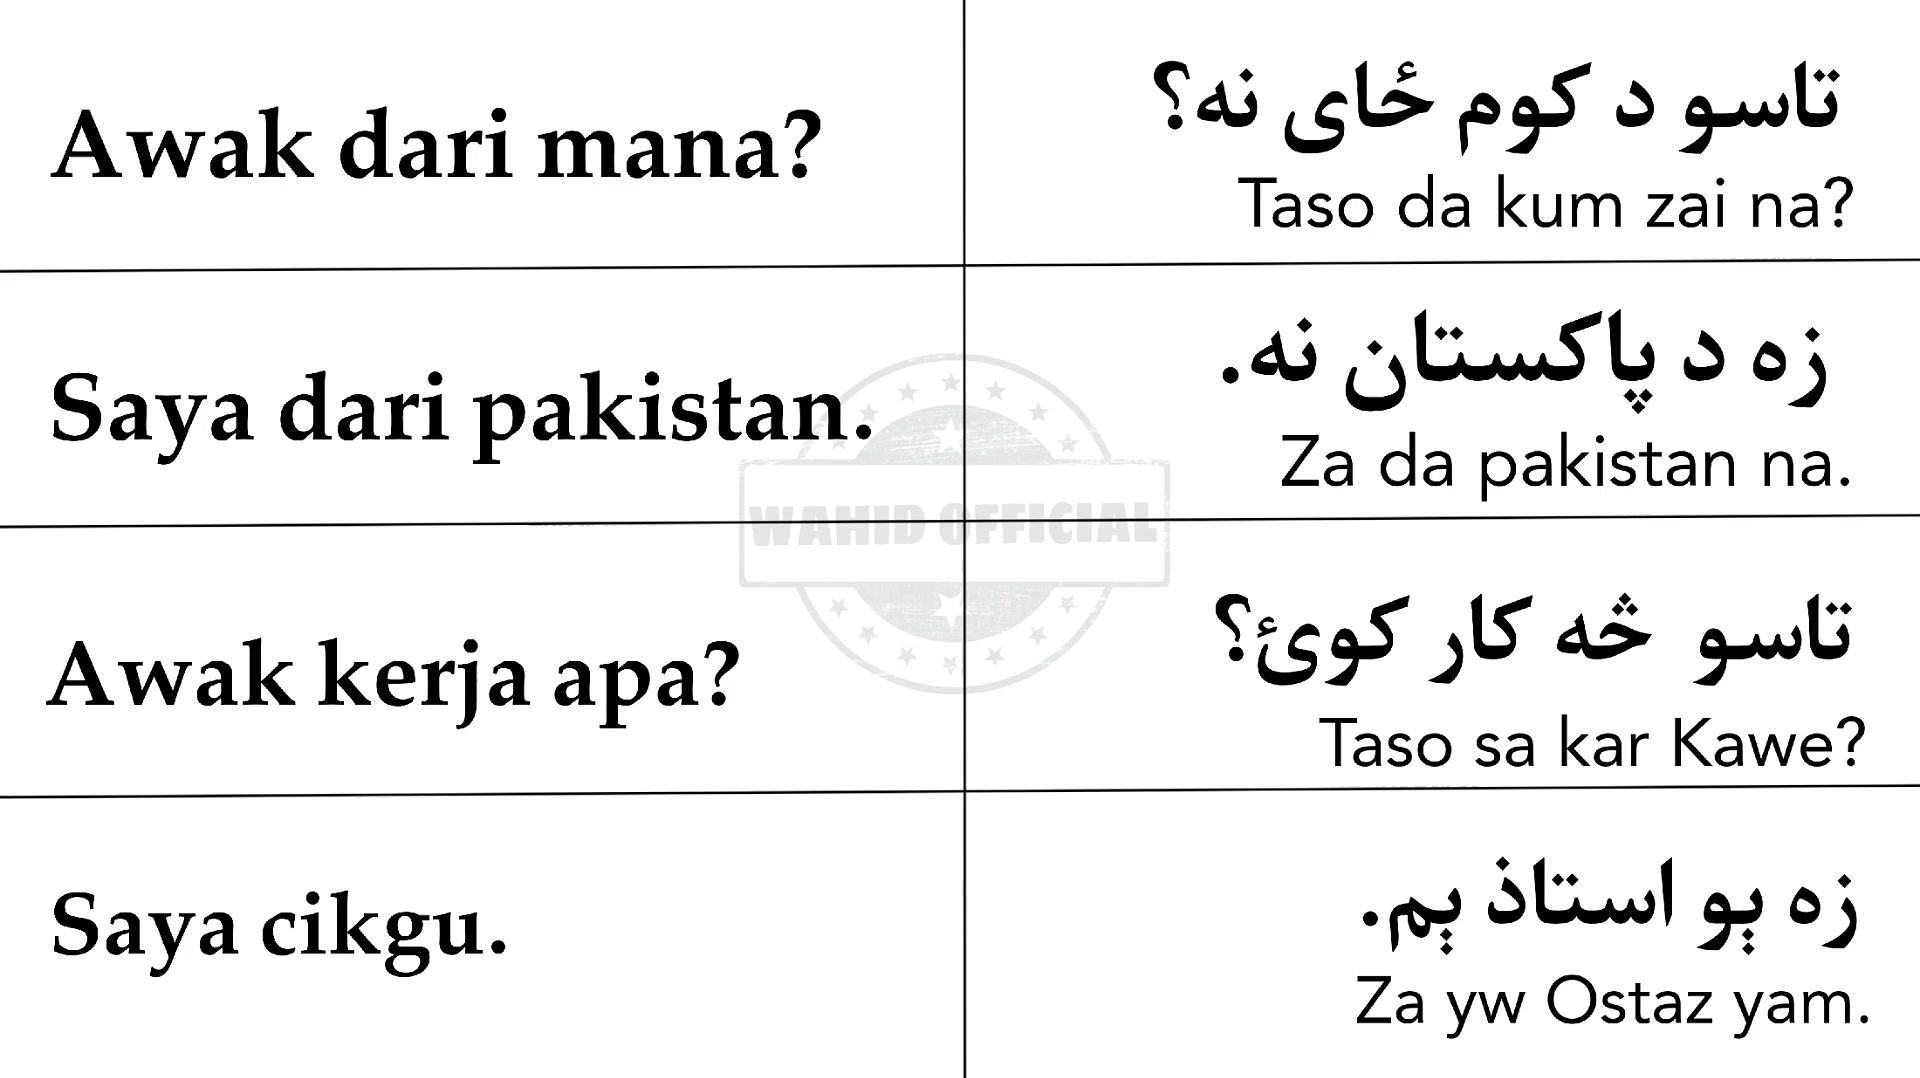 Awak dari mana?
تاسو د کوم ځای نه؟
Taso da kum zai na?
Saya dari pakistan.
زه د پاکستان نه.
Za da pakistan na.
WAHID OFFICIAL
Awak kerja apa?
تاسو څه کار کوئ؟
Taso sa kar Kawe?
Saya cikgu.
زه ېو استاذ ېم.
Za yw Ostaz yam.